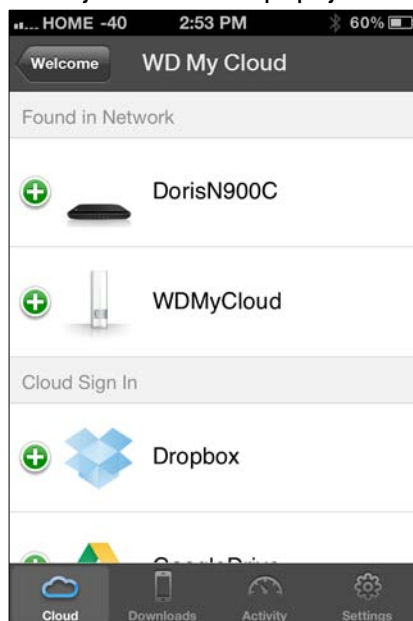 HOME -40 2:53 PM 60%
Welcome WD My Cloud
Found in Network
DorisN900C
WDMyCloud
Cloud Sign In
Dropbox
GoogleDrive
Cloud Downloads Activity Settings